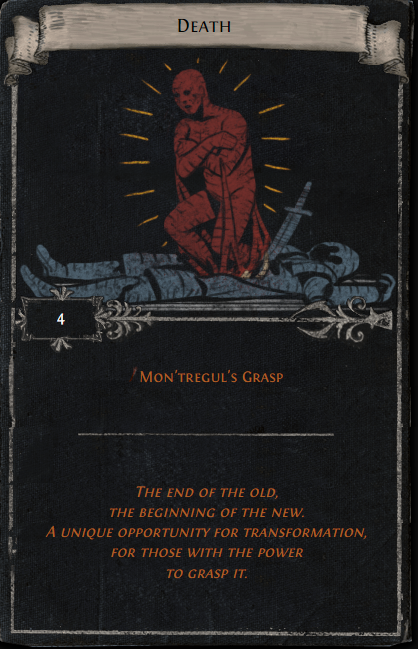 Death
4
Mon'tregul's Grasp
The end of the old,
the beginning of the new.
A unique opportunity for transformation,
for those with the power
to grasp it.